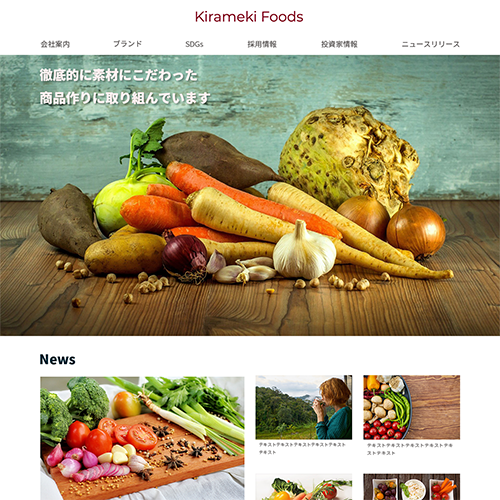 Kirameki Foods
会社案内 ブランド SDGs 採用情報 投資家情報 ニュースリリース
徹底的に素材にこだわった
商品作りに取り組んでいます
News
テキストテキストテキストテキストテキスト
テキスト
テキストテキストテキストテキストテキスト
テキスト